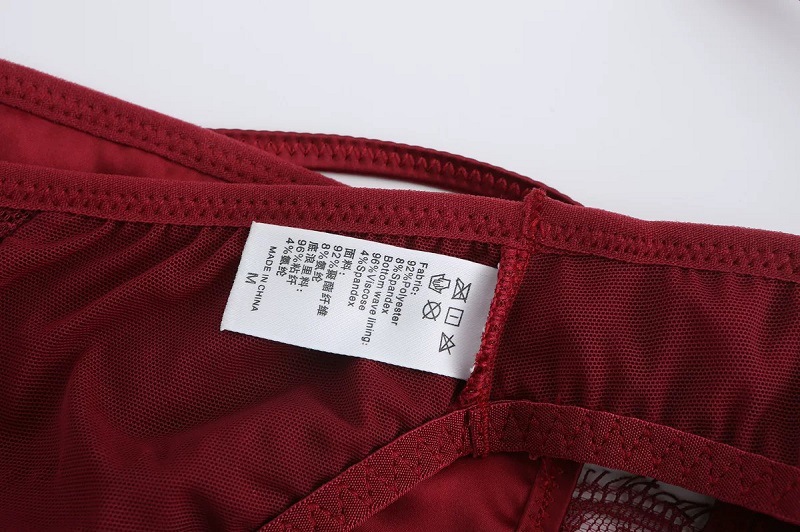 Fabric:
92%Polyester
8%Spandex
Bottom wave lining:
96%Viscose
4%Spandex
面料:
92%聚酯纤维
8%氨纶
底浪里料:
96%粘纤
4%氨纶
MADE IN CHINA
M